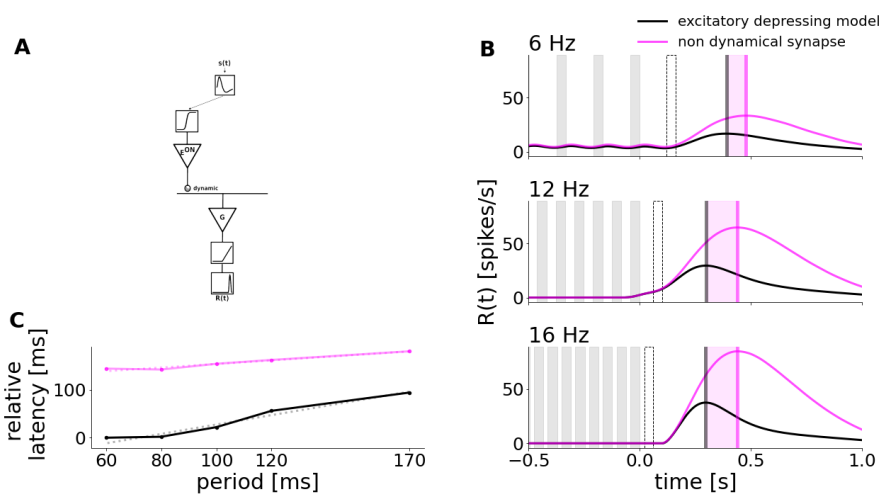 excitatory depressing model
non dynamical synapse
A
s(t)
E^ON
dynamic
G
R(t)
B
6 Hz
50
0
12 Hz
50
0
16 Hz
50
0
R(t) [spikes/s]
−0.5 0.0 0.5 1.0
time [s]
C
100
0
relative
latency [ms]
60 80 100 120 170
period [ms]